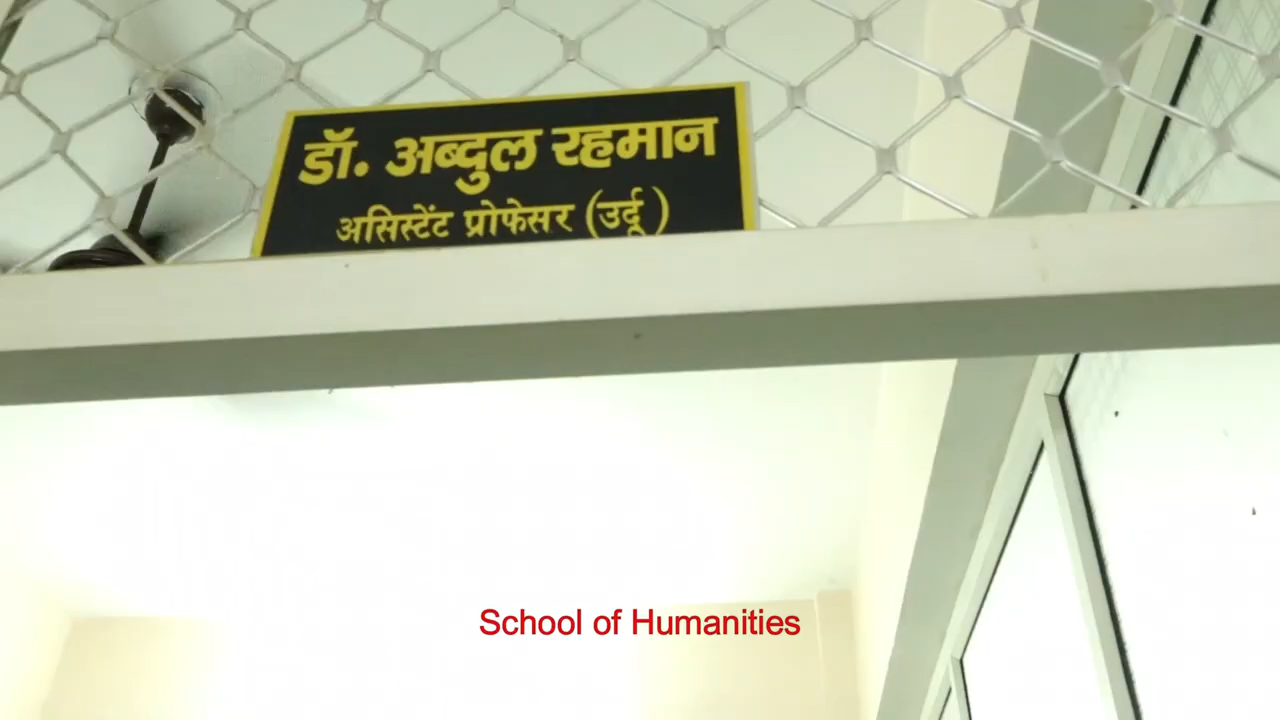 डॉ. अब्दुल रहमान
असिस्टेंट प्रोफेसर (उर्दू)
School of Humanities